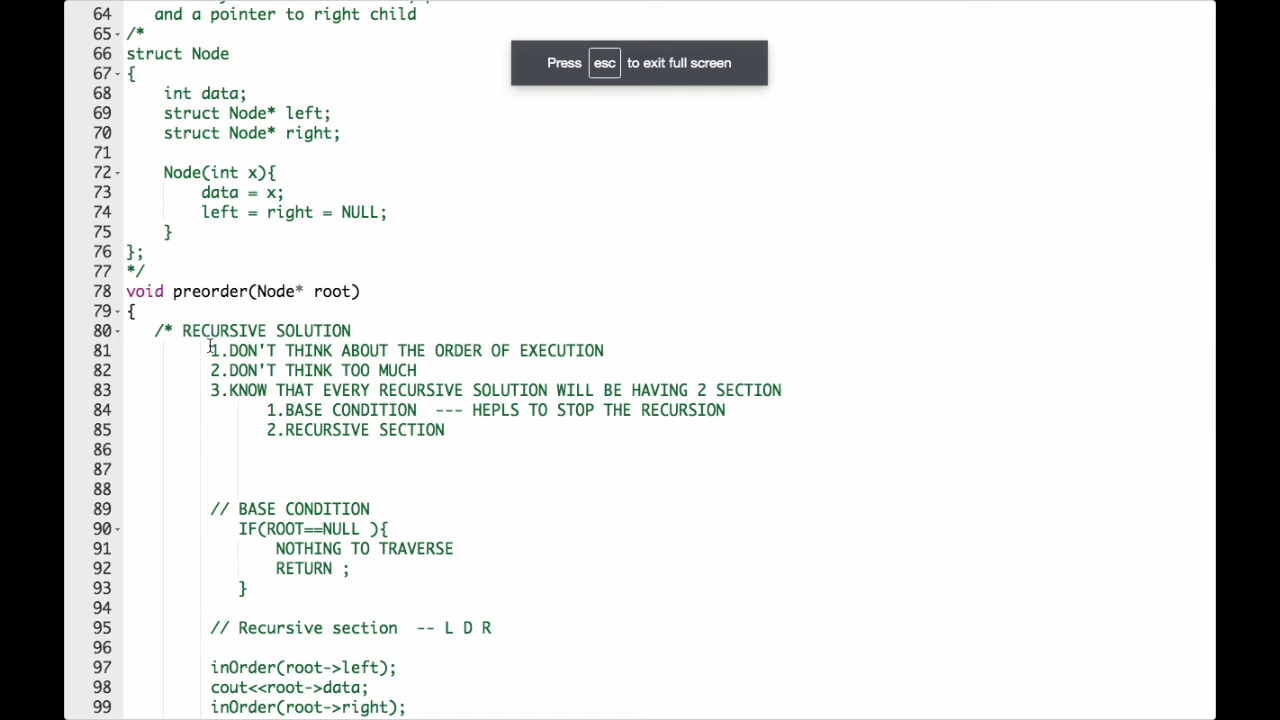 64 and a pointer to right child
65 /*
66 struct Node
67 {
68 int data;
69 struct Node* left;
70 struct Node* right;
71
72 Node(int x){
73 data = x;
74 left = right = NULL;
75 }
76 };
77 */
78 void preorder(Node* root)
79 {
80 /* RECURSIVE SOLUTION
81 1.DON'T THINK ABOUT THE ORDER OF EXECUTION
82 2.DON'T THINK TOO MUCH
83 3.KNOW THAT EVERY RECURSIVE SOLUTION WILL BE HAVING 2 SECTION
84 1.BASE CONDITION --- HEPLS TO STOP THE RECURSION
85 2.RECURSIVE SECTION
86
87
88
89 // BASE CONDITION
90 IF(ROOT==NULL ){
91 NOTHING TO TRAVERSE
92 RETURN ;
93 }
94
95 // Recursive section -- L D R
96
97 inOrder(root->left);
98 cout<<root->data;
99 inOrder(root->right);
Press esc to exit full screen